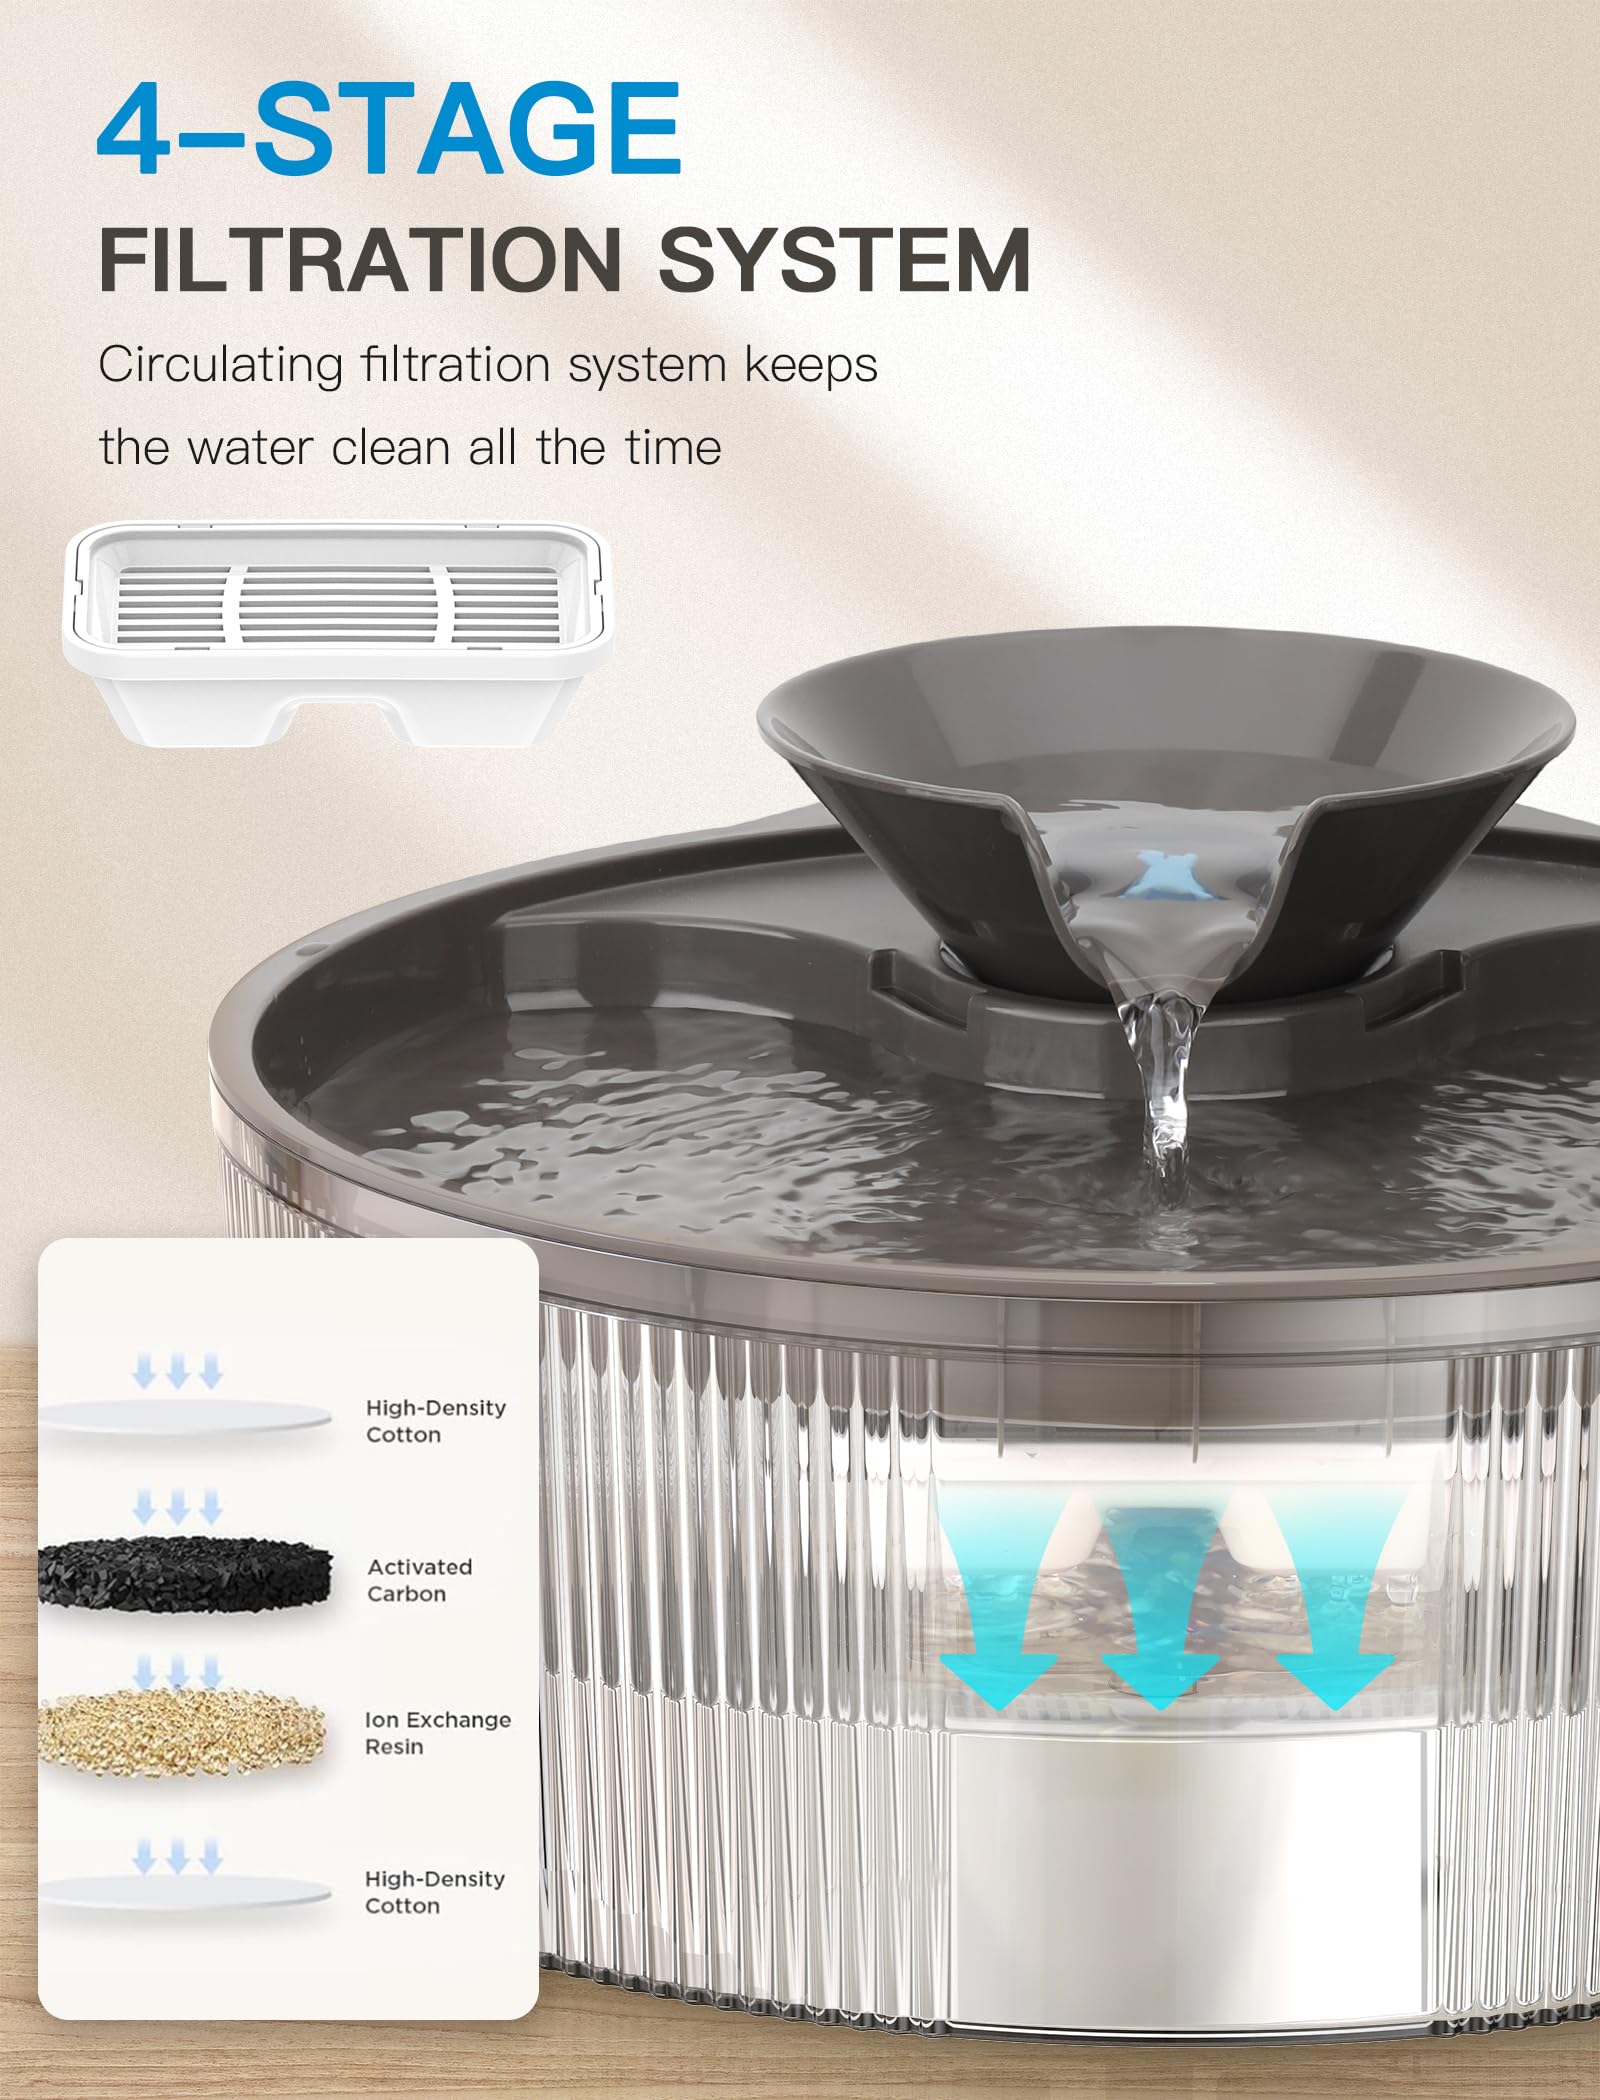 4-STAGE
FILTRATION SYSTEM
Circulating filtration system keeps
the water clean all the time
High-Density
Cotton
Activated
Carbon
Ion Exchange
Resin
High-Density
Cotton